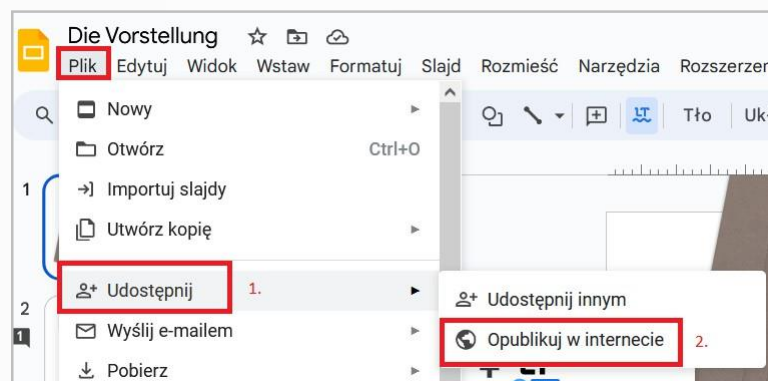 Die Vorstellung
Plik Edytuj Widok Wstaw Formatuj Slajd Rozmieść Narzędzia Rozszerzen
Tło Uk
Nowy
Otwórz Ctrl+O
Importuj slajdy
Utwórz kopię
Udostępnij 1.
Udostępnij innym
Wyślij e-mailem
Opublikuj w internecie 2.
Pobierz
1
2
1